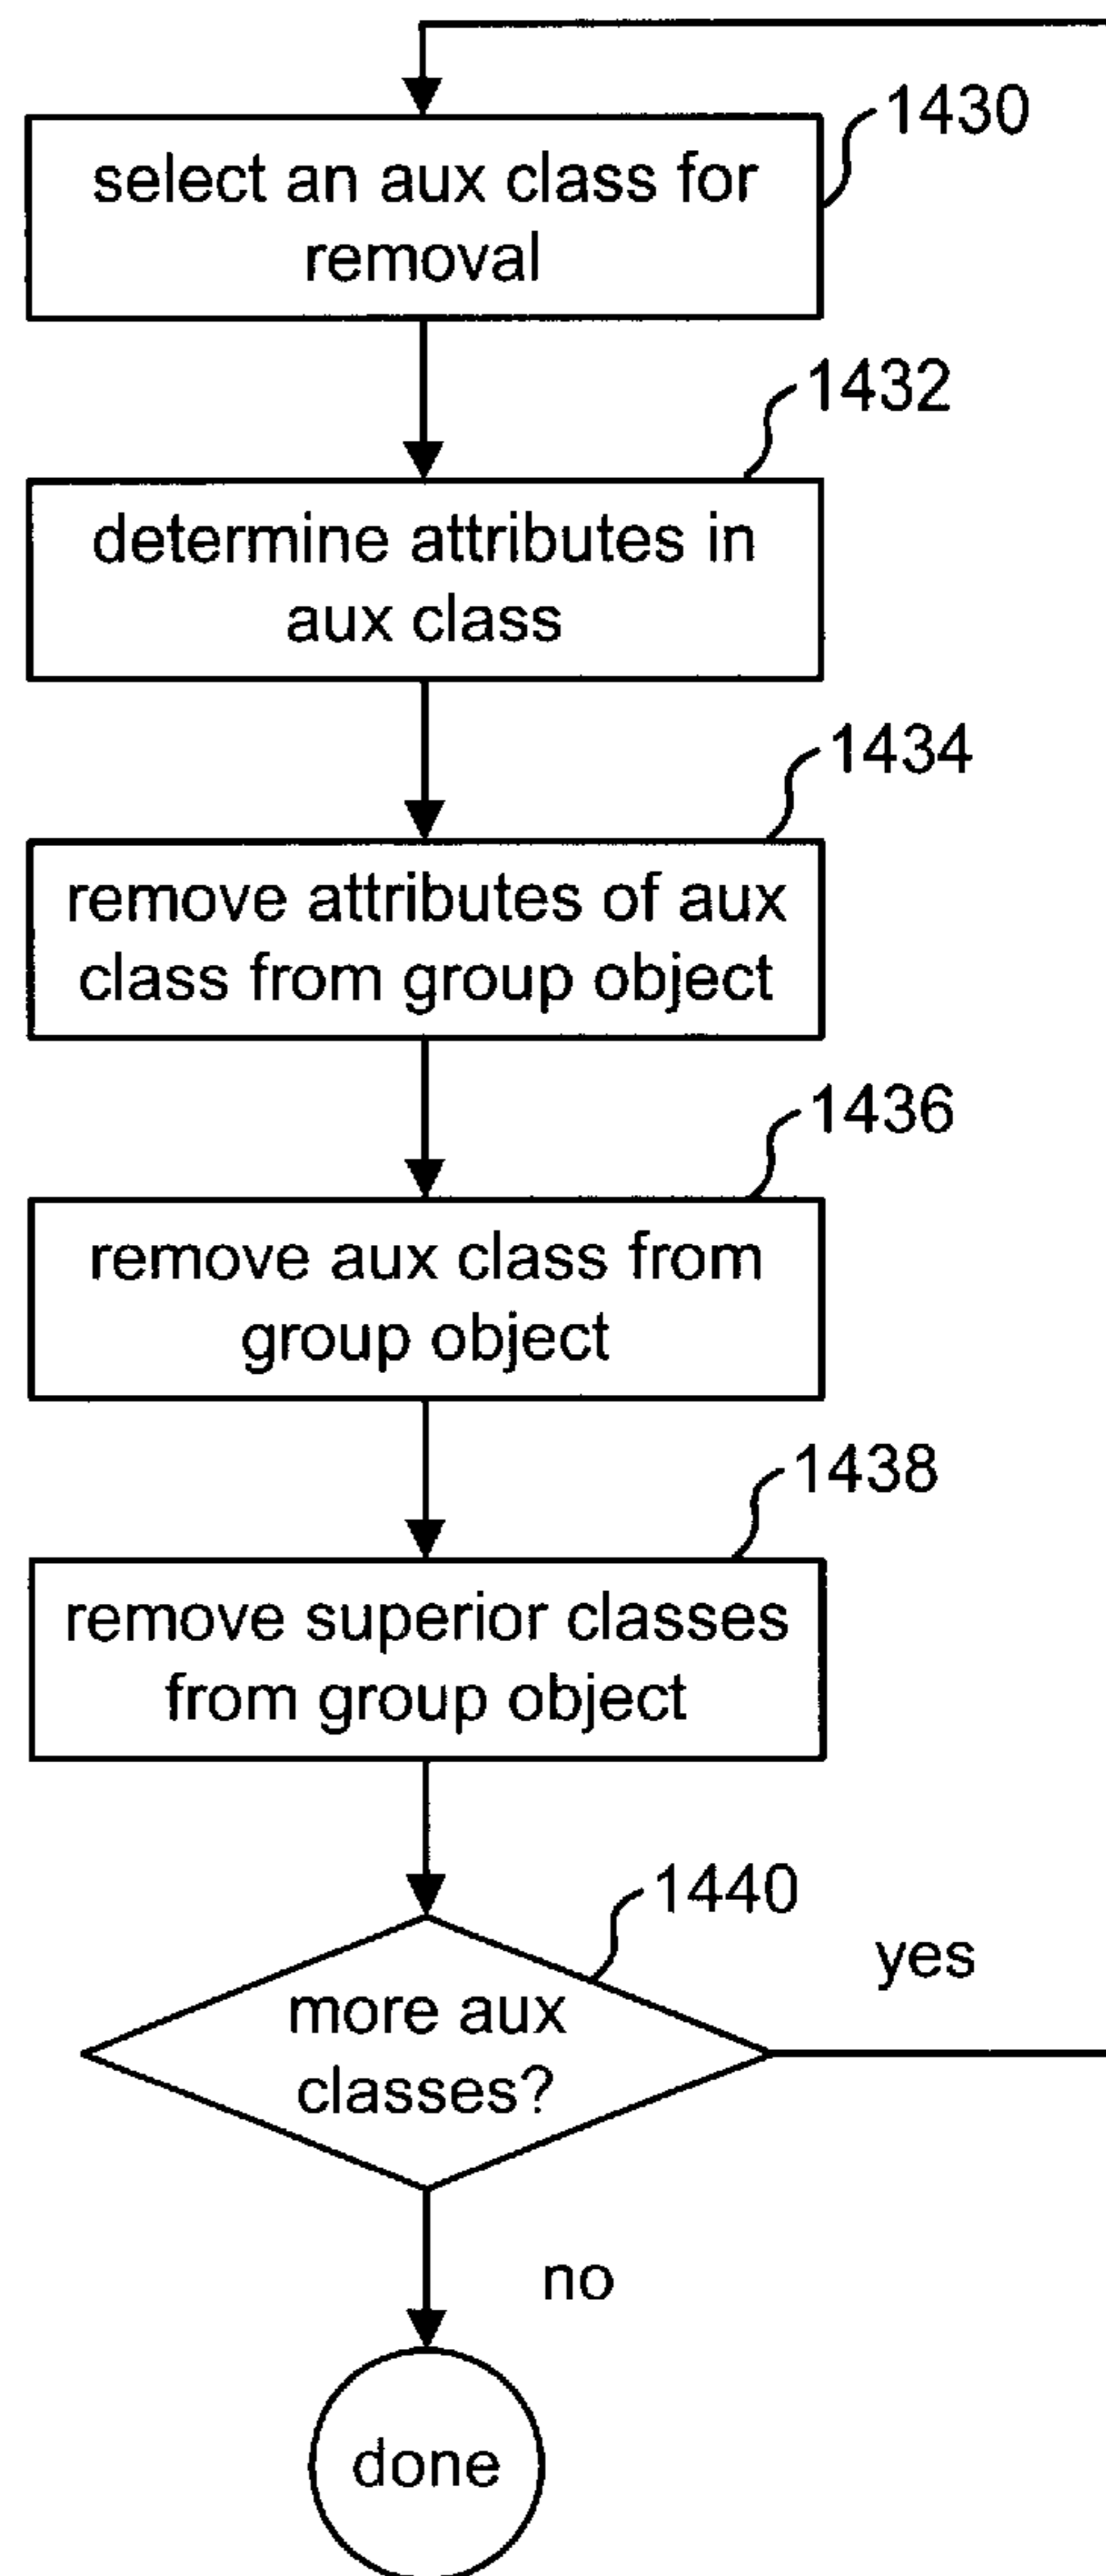 1430
select an aux class for
removal
1432
determine attributes in
aux class
1434
remove attributes of aux
class from group object
1436
remove aux class from
group object
1438
remove superior classes
from group object
1440
more aux
classes?
yes
no
done